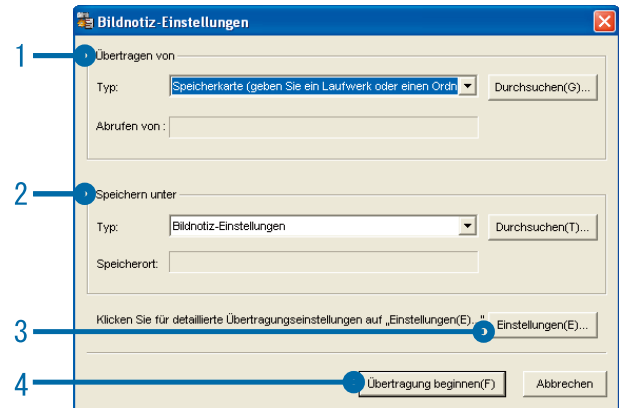 Bildnotiz-Einstellungen
1
Übertragen von
Typ: Speicherkarte (geben Sie ein Laufwerk oder einen Ordn Durchsuchen(G)...
Abrufen von :
2
Speichern unter
Typ: Bildnotiz-Einstellungen Durchsuchen(T)...
Speicherort:
Klicken Sie für detaillierte Übertragungseinstellungen auf „Einstellungen(E)..." Einstellungen(E)...
3
4
Übertragung beginnen(F) Abbrechen